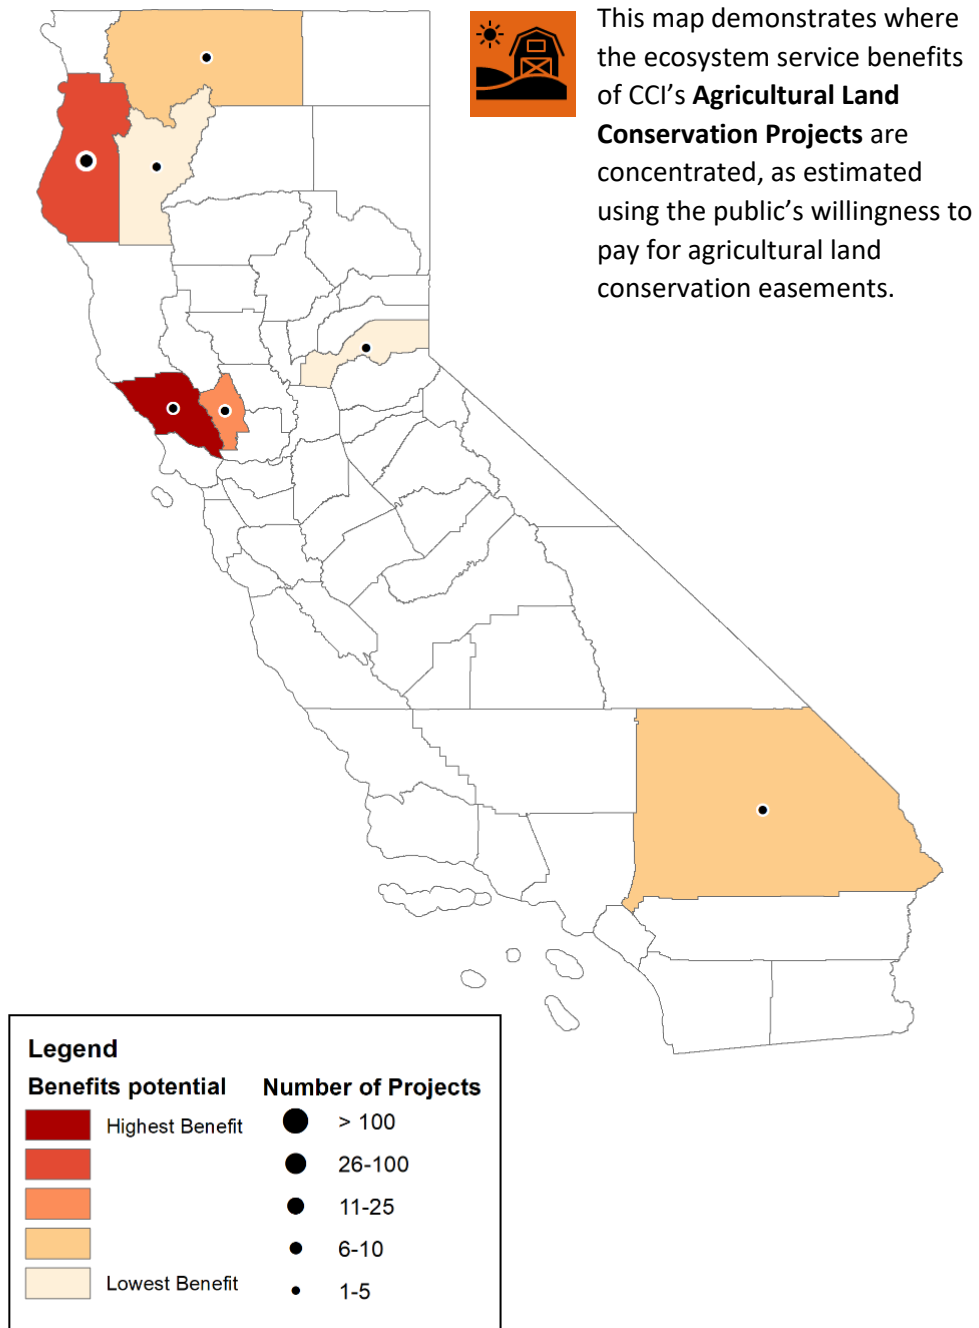 This map demonstrates where
the ecosystem service benefits
of CCI’s Agricultural Land
Conservation Projects are
concentrated, as estimated
using the public’s willingness to
pay for agricultural land
conservation easements.
Legend
Benefits potential
Highest Benefit
Lowest Benefit
Number of Projects
> 100
26-100
11-25
6-10
1-5